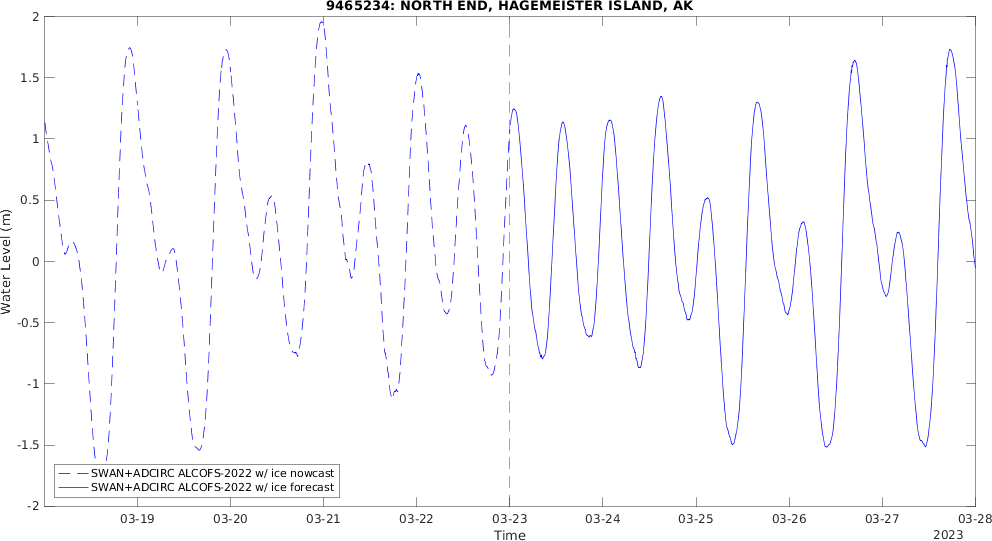 9465234: NORTH END, HAGEMEISTER ISLAND, AK
2
1.5
1
0.5
0
-0.5
-1
-1.5
-2
Water Level (m)
SWAN+ADCIRC ALCOFS-2022 w/ ice nowcast
SWAN+ADCIRC ALCOFS-2022 w/ ice forecast
03-19 03-20 03-21 03-22 03-23 03-24 03-25 03-26 03-27 03-28
Time
2023